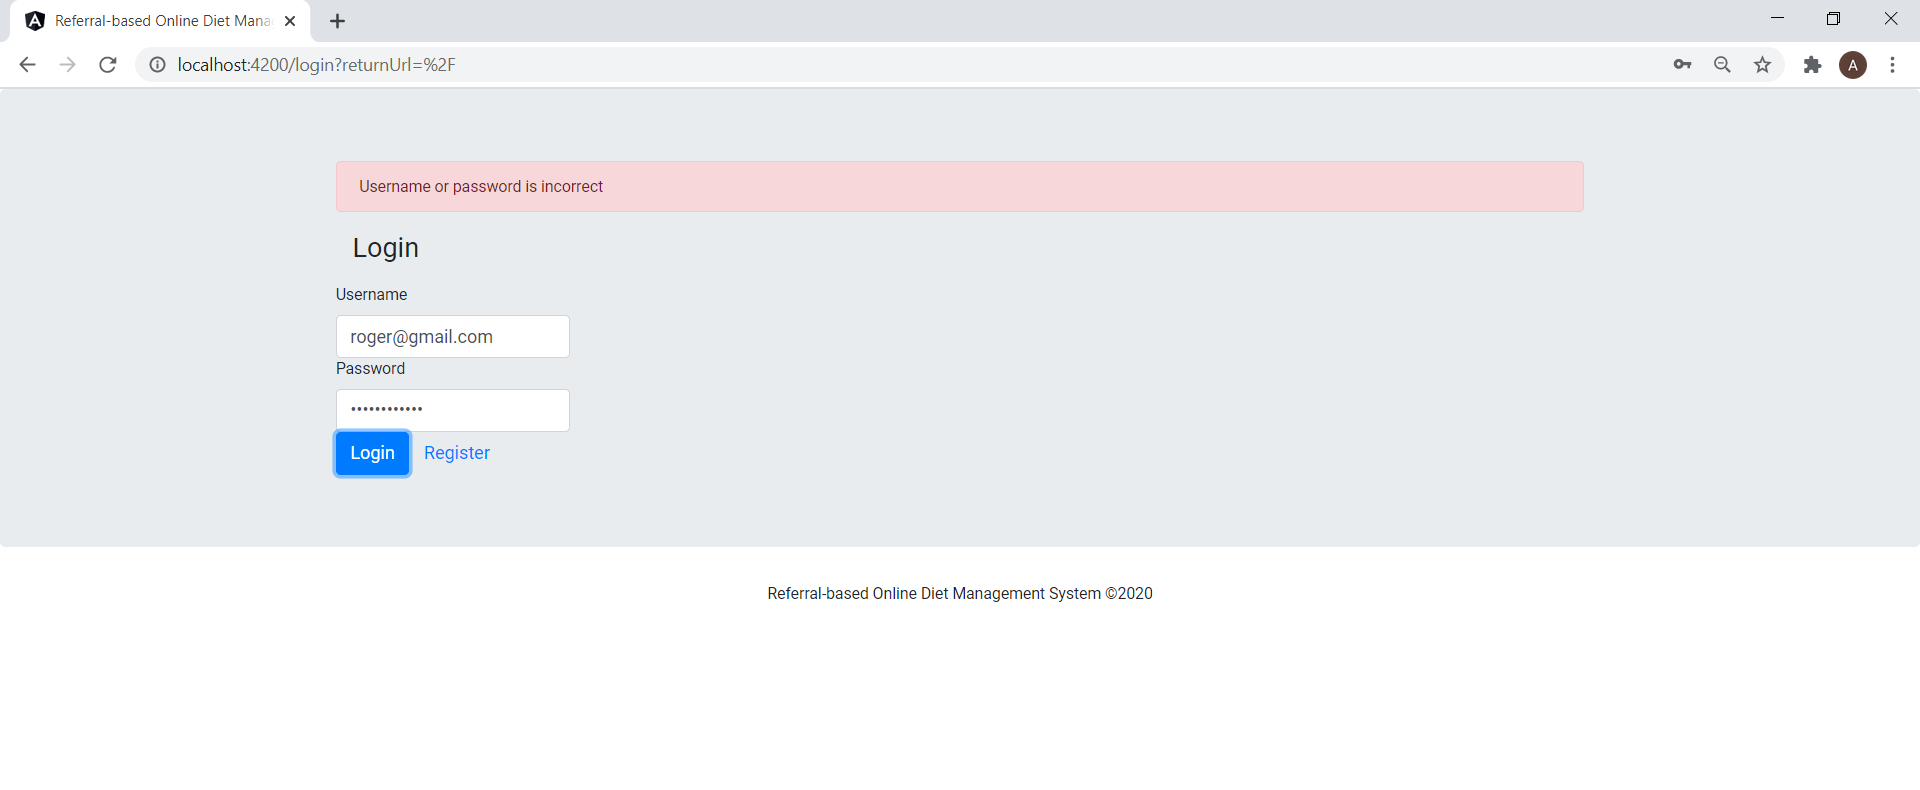 Referral-based Online Diet Mana
localhost:4200/login?returnUrl=%2F
A
Username or password is incorrect
Login
Username
roger@gmail.com
Password
••••••••••••
Login Register
Referral-based Online Diet Management System ©2020